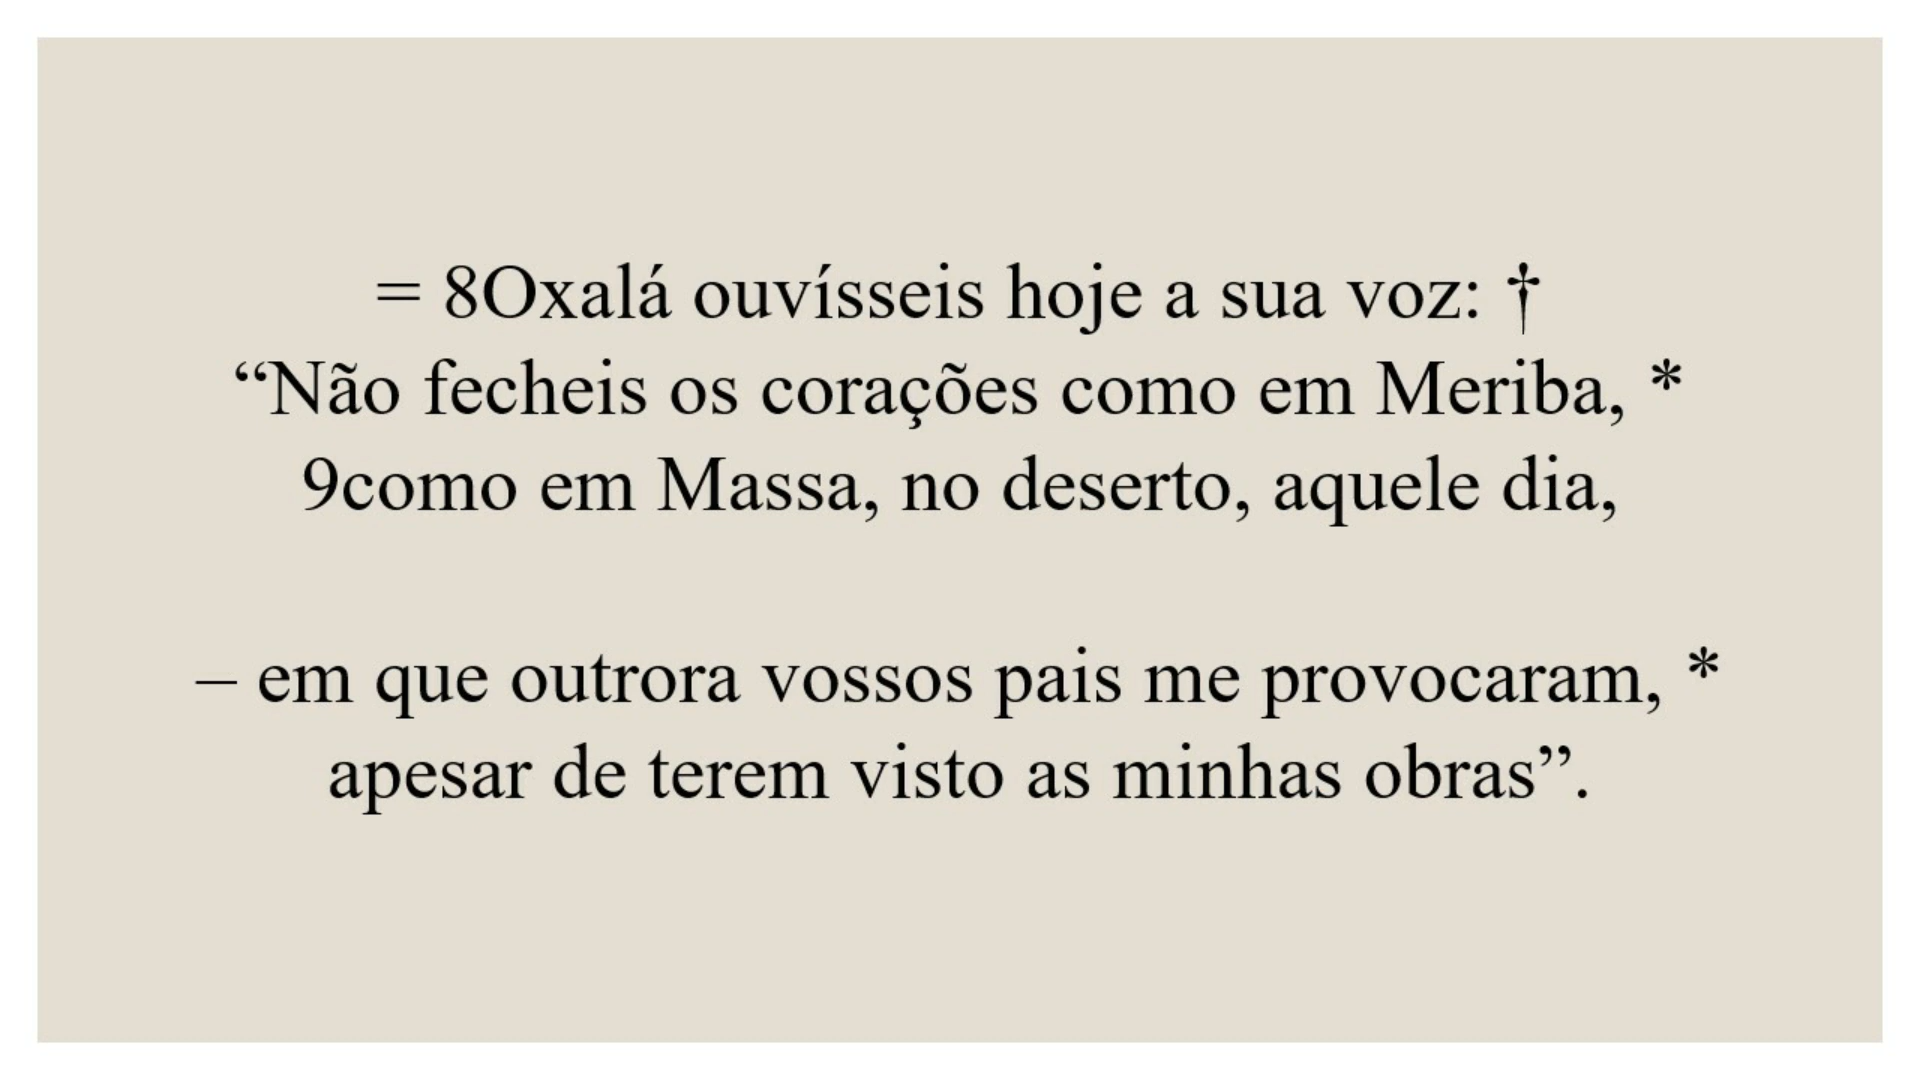 = 8Oxalá ouvísseis hoje a sua voz: †
“Não fecheis os corações como em Meriba, *
9como em Massa, no deserto, aquele dia,
– em que outrora vossos pais me provocaram, *
apesar de terem visto as minhas obras”.